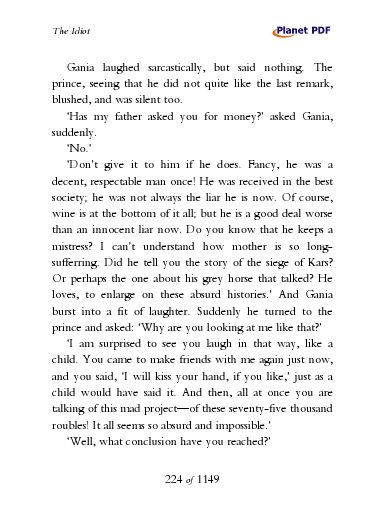 The Idiot
Planet PDF
Gania laughed sarcastically, but said nothing. The
prince, seeing that he did not quite like the last remark,
blushed, and was silent too.
'Has my father asked you for money?' asked Gania,
suddenly.
'No.'
'Don't give it to him if he does. Fancy, he was a
decent, respectable man once! He was received in the best
society; he was not always the liar he is now. Of course,
wine is at the bottom of it all; but he is a good deal worse
than an innocent liar now. Do you know that he keeps a
mistress? I can't understand how mother is so long-
suffering. Did he tell you the story of the siege of Kars?
Or perhaps the one about his grey horse that talked? He
loves, to enlarge on these absurd histories.' And Gania
burst into a fit of laughter. Suddenly he turned to the
prince and asked: 'Why are you looking at me like that?'
'I am surprised to see you laugh in that way, like a
child. You came to make friends with me again just now,
and you said, 'I will kiss your hand, if you like,' just as a
child would have said it. And then, all at once you are
talking of this mad project—of these seventy-five thousand
roubles! It all seems so absurd and impossible.'
'Well, what conclusion have you reached?'
224 of 1149